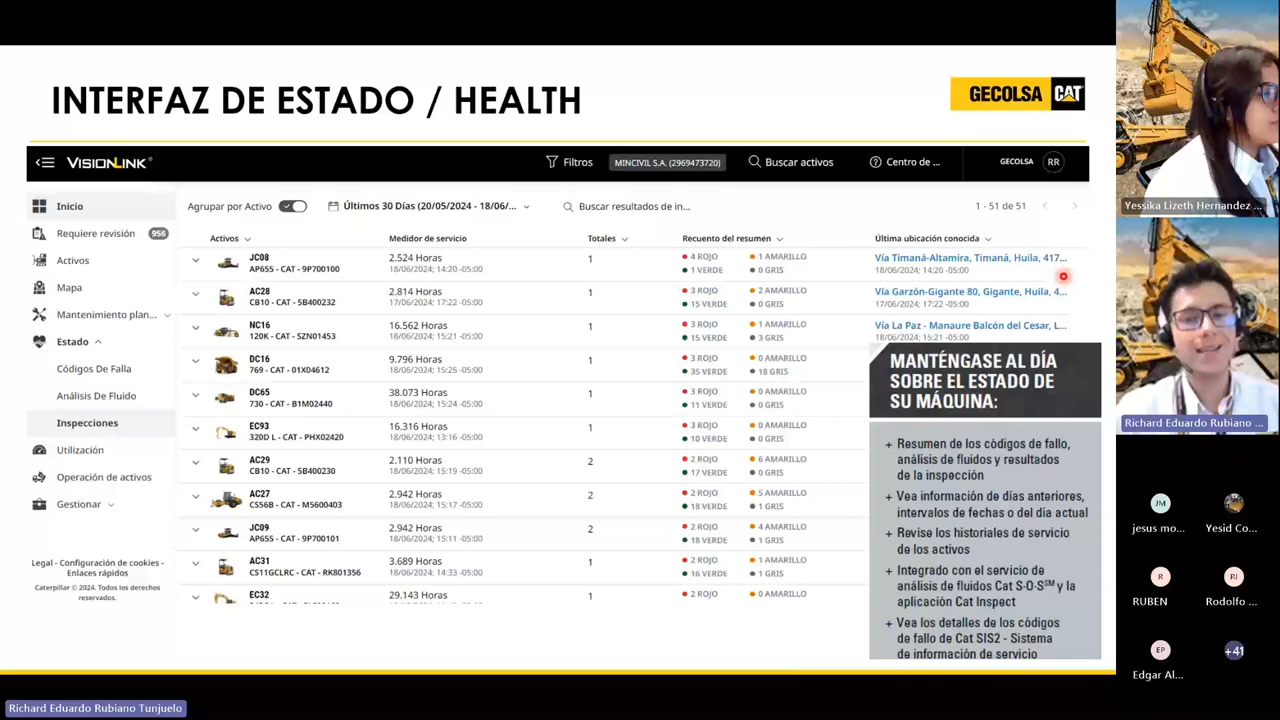 INTERFAZ DE ESTADO / HEALTH
GECOLSA CAT
VISIONLINK®
Filtros
MINCIVIL S.A. (2969473720)
Buscar activos
Centro de ...
GECOLSA
RR
Inicio
Requiere revisión 956
Activos
Mapa
Mantenimiento plan...
Estado
Códigos De Falla
Análisis De Fluido
Inspecciones
Utilización
Operación de activos
Gestionar
Legal - Configuración de cookies -
Enlaces rápidos
Caterpillar © 2024. Todos los derechos
reservados.
Agrupar por Activo
Últimos 30 Días (20/05/2024 - 18/06/...
Buscar resultados de in...
1 - 51 de 51
Activos Medidor de servicio Totales Recuento del resumen Última ubicación conocida
JC08 2.524 Horas 1 4 ROJO 1 AMARILLO Vía Timaná-Altamira, Timaná, Huila, 417...
AP655 - CAT - 9P700100 18/06/2024; 14:20 -05:00 1 VERDE 0 GRIS 18/06/2024; 14:20 -05:00
AC28 2.814 Horas 1 3 ROJO 2 AMARILLO Vía Garzón-Gigante 80, Gigante, Huila, 4...
CB10 - CAT - 5B400232 17/06/2024; 17:22 -05:00 15 VERDE 0 GRIS 17/06/2024; 17:22 -05:00
NC16 16.562 Horas 1 3 ROJO 1 AMARILLO Vía La Paz - Manaure Balcón del Cesar, L...
120K - CAT - SZN01453 18/06/2024; 15:21 -05:00 15 VERDE 3 GRIS 18/06/2024; 15:21 -05:00
DC16 9.796 Horas 1 3 ROJO 0 AMARILLO
769 - CAT - 01X04612 18/06/2024; 15:25 -05:00 35 VERDE 18 GRIS
DC65 38.073 Horas 1 3 ROJO 0 AMARILLO
730 - CAT - B1M02440 18/06/2024; 15:24 -05:00 11 VERDE 0 GRIS
EC93 16.316 Horas 1 3 ROJO 0 AMARILLO
320D L - CAT - PHX02420 18/06/2024; 13:16 -05:00 10 VERDE 0 GRIS
AC29 2.110 Horas 2 2 ROJO 6 AMARILLO
CB10 - CAT - 5B400230 18/06/2024; 15:19 -05:00 17 VERDE 0 GRIS
AC27 2.942 Horas 2 2 ROJO 5 AMARILLO
CS56B - CAT - M5600403 18/06/2024; 15:17 -05:00 18 VERDE 1 GRIS
JC09 2.942 Horas 2 2 ROJO 4 AMARILLO
AP655 - CAT - 9P700101 18/06/2024; 15:11 -05:00 18 VERDE 1 GRIS
AC31 3.689 Horas 1 2 ROJO 1 AMARILLO
CS11GCLRC - CAT - RK801356 18/06/2024; 14:33 -05:00 16 VERDE 1 GRIS
EC32 29.143 Horas 1 2 ROJO 0 AMARILLO
MANTÉNGASE AL DÍA
SOBRE EL ESTADO DE
SU MÁQUINA:
+ Resumen de los códigos de fallo,
análisis de fluidos y resultados
de la inspección
+ Vea información de días anteriores,
intervalos de fechas o del día actual
+ Revise los historiales de servicio
de los activos
+ Integrado con el servicio de
análisis de fluidos Cat S·O·S℠ y la
aplicación Cat Inspect
+ Vea los detalles de los códigos
de fallo de Cat SIS2 - Sistema
de información de servicio
Yessika Lizeth Hernandez ...
Richard Eduardo Rubiano ...
JM
jesus mo...
Yesid Co...
R
RUBEN
RI
Rodolfo ...
EP
Edgar Al...
+41
Richard Eduardo Rubiano Tunjuelo